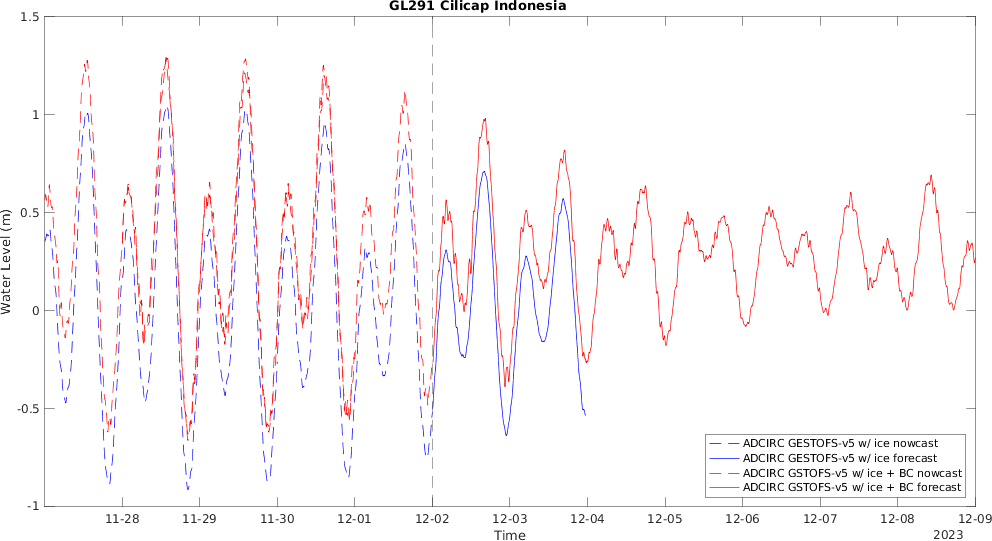 GL291 Cilicap Indonesia
1.5
1
0.5
0
-0.5
-1
Water Level (m)
11-28
11-29
11-30
12-01
12-02
12-03
12-04
12-05
12-06
12-07
12-08
12-09
Time
2023
ADCIRC GESTOFS-v5 w/ ice nowcast
ADCIRC GESTOFS-v5 w/ ice forecast
ADCIRC GSTOFS-v5 w/ ice + BC nowcast
ADCIRC GSTOFS-v5 w/ ice + BC forecast